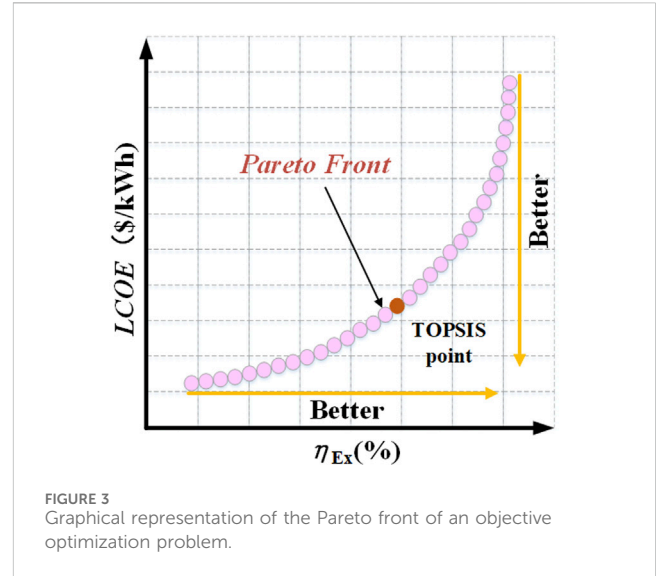 Pareto Front
LCOE ($/kWh)
Better
TOPSIS
point
Better
ηEx(%)
FIGURE 3
Graphical representation of the Pareto front of an objective
optimization problem.